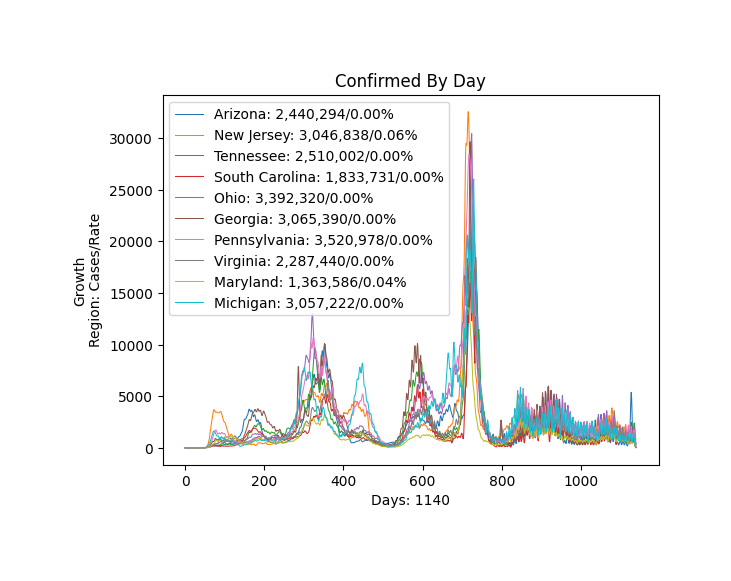 Confirmed By Day
Growth
Region: Cases/Rate
30000
25000
20000
15000
10000
5000
0
Arizona: 2,440,294/0.00%
New Jersey: 3,046,838/0.06%
Tennessee: 2,510,002/0.00%
South Carolina: 1,833,731/0.00%
Ohio: 3,392,320/0.00%
Georgia: 3,065,390/0.00%
Pennsylvania: 3,520,978/0.00%
Virginia: 2,287,440/0.00%
Maryland: 1,363,586/0.04%
Michigan: 3,057,222/0.00%
0 200 400 600 800 1000
Days: 1140